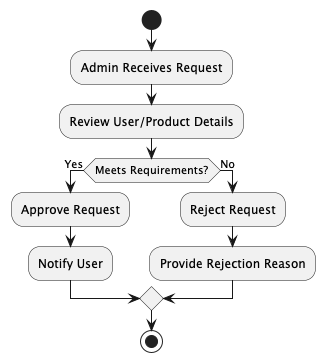 Admin Receives Request
Review User/Product Details
Yes
Meets Requirements?
No
Approve Request
Reject Request
Notify User
Provide Rejection Reason